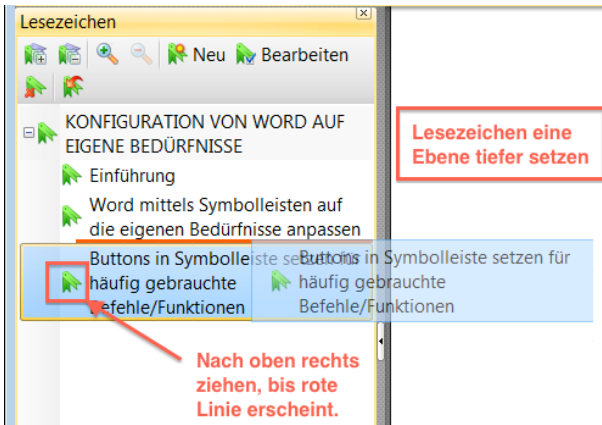 Lesezeichen
Neu Bearbeiten
KONFIGURATION VON WORD AUF
EIGENE BEDÜRFNISSE
Einführung
Word mittels Symbolleisten auf
die eigenen Bedürfnisse anpassen
Buttons in Symbolleiste setzen für
häufig gebrauchte
Befehle/Funktionen
Buttons in Symbolleiste setzen für
häufig gebrauchte
Befehle/Funktionen
Lesezeichen eine
Ebene tiefer setzen
Nach oben rechts
ziehen, bis rote
Linie erscheint.